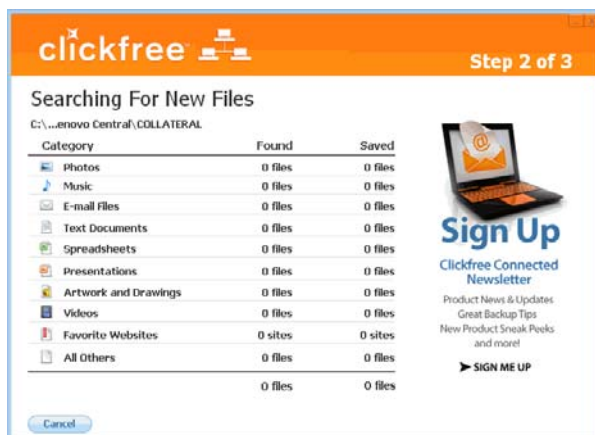 clickfree™
Step 2 of 3
Searching For New Files
C:\...enovo Central\COLLATERAL
Category Found Saved
Photos 0 files 0 files
Music 0 files 0 files
E-mail Files 0 files 0 files
Text Documents 0 files 0 files
Spreadsheets 0 files 0 files
Presentations 0 files 0 files
Artwork and Drawings 0 files 0 files
Videos 0 files 0 files
Favorite Websites 0 sites 0 sites
All Others 0 files 0 files
0 files 0 files
Cancel
@
Sign Up
Clickfree Connected
Newsletter
Product News & Updates
Great Backup Tips
New Product Sneak Peeks
and more!
➤ SIGN ME UP